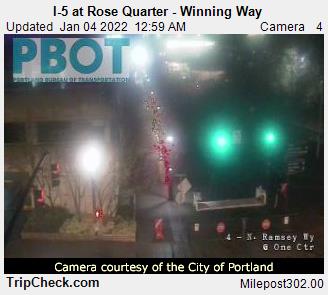 I-5 at Rose Quarter - Winning Way
Updated Jan 04 2022 12:59 AM Camera 4
PBOT
PORTLAND BUREAU OF TRANSPORTATION
4 - N. Ramsey Wy
@ One Ctr
Camera courtesy of the City of Portland
TripCheck.com Milepost302.00